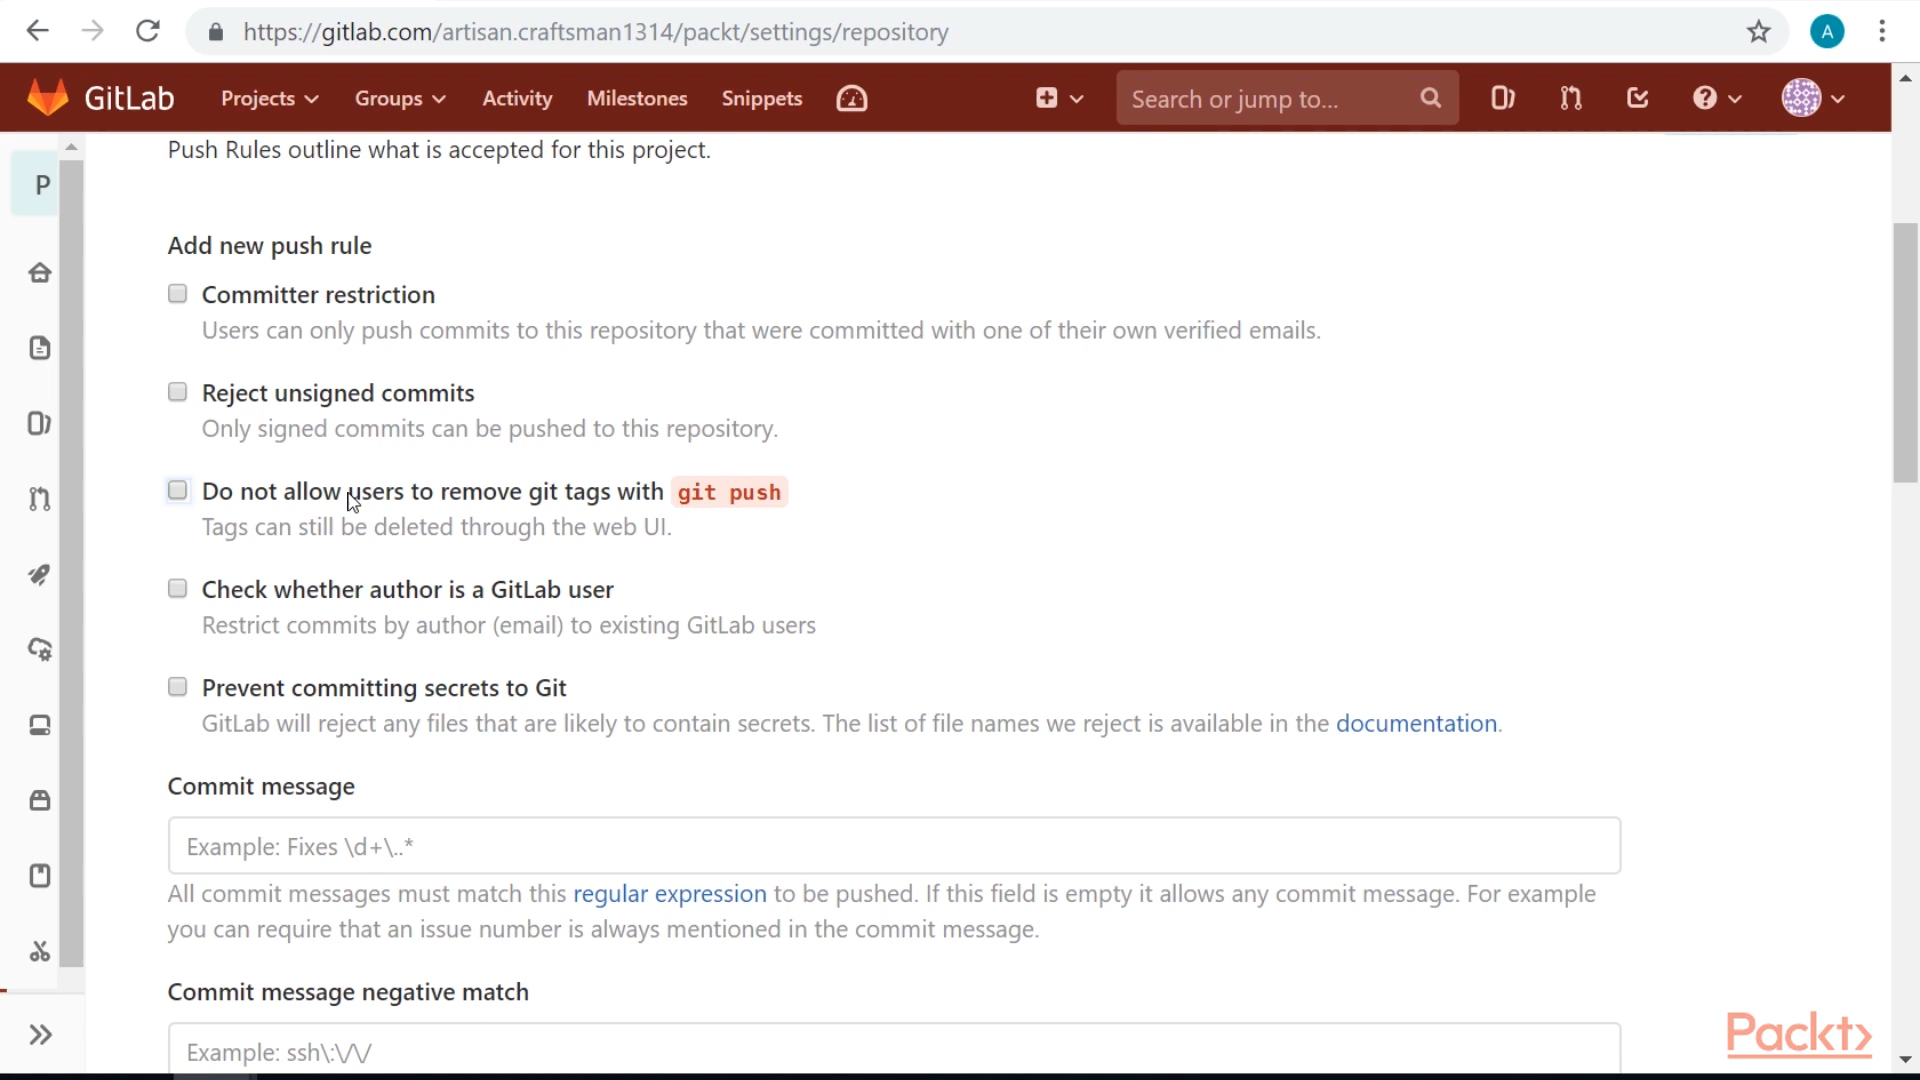 https://gitlab.com/artisan.craftsman1314/packt/settings/repository
A
GitLab Projects Groups Activity Milestones Snippets Search or jump to...
Push Rules outline what is accepted for this project.
P
Add new push rule
Committer restriction
Users can only push commits to this repository that were committed with one of their own verified emails.
Reject unsigned commits
Only signed commits can be pushed to this repository.
Do not allow users to remove git tags with git push
Tags can still be deleted through the web UI.
Check whether author is a GitLab user
Restrict commits by author (email) to existing GitLab users
Prevent committing secrets to Git
GitLab will reject any files that are likely to contain secrets. The list of file names we reject is available in the documentation.
Commit message
Example: Fixes \d+\..*
All commit messages must match this regular expression to be pushed. If this field is empty it allows any commit message. For example
you can require that an issue number is always mentioned in the commit message.
Commit message negative match
Example: ssh\:\/\/
Packt>